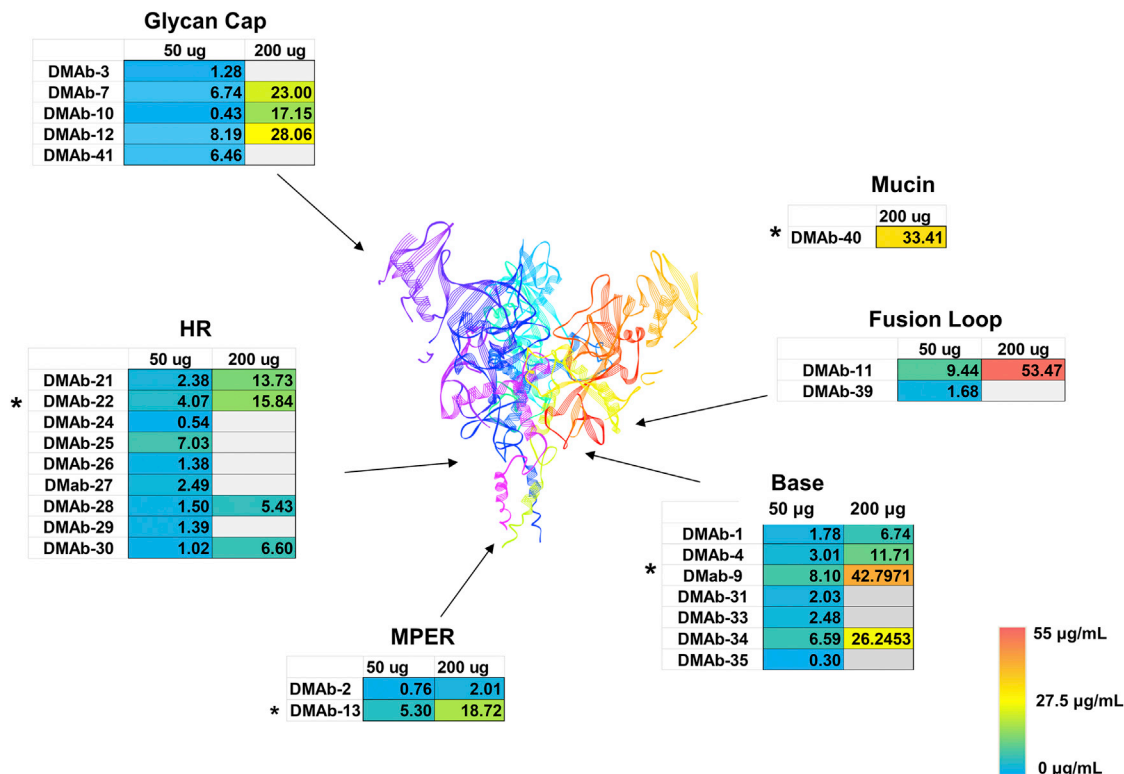 Glycan Cap
50 ug 200 ug
DMAb-3 1.28
DMAb-7 6.74 23.00
DMAb-10 0.43 17.15
DMAb-12 8.19 28.06
DMAb-41 6.46
Mucin
200 ug
* DMAb-40 33.41
HR
50 ug 200 ug
DMAb-21 2.38 13.73
* DMAb-22 4.07 15.84
DMAb-24 0.54
DMAb-25 7.03
DMAb-26 1.38
DMab-27 2.49
DMAb-28 1.50 5.43
DMAb-29 1.39
DMAb-30 1.02 6.60
Fusion Loop
50 ug 200 ug
DMAb-11 9.44 53.47
DMAb-39 1.68
Base
50 µg 200 µg
DMAb-1 1.78 6.74
DMAb-4 3.01 11.71
* DMab-9 8.10 42.7971
DMAb-31 2.03
DMAb-33 2.48
DMAb-34 6.59 26.2453
DMAb-35 0.30
MPER
50 ug 200 ug
DMAb-2 0.76 2.01
* DMAb-13 5.30 18.72
55 µg/mL
27.5 µg/mL
0 µg/mL